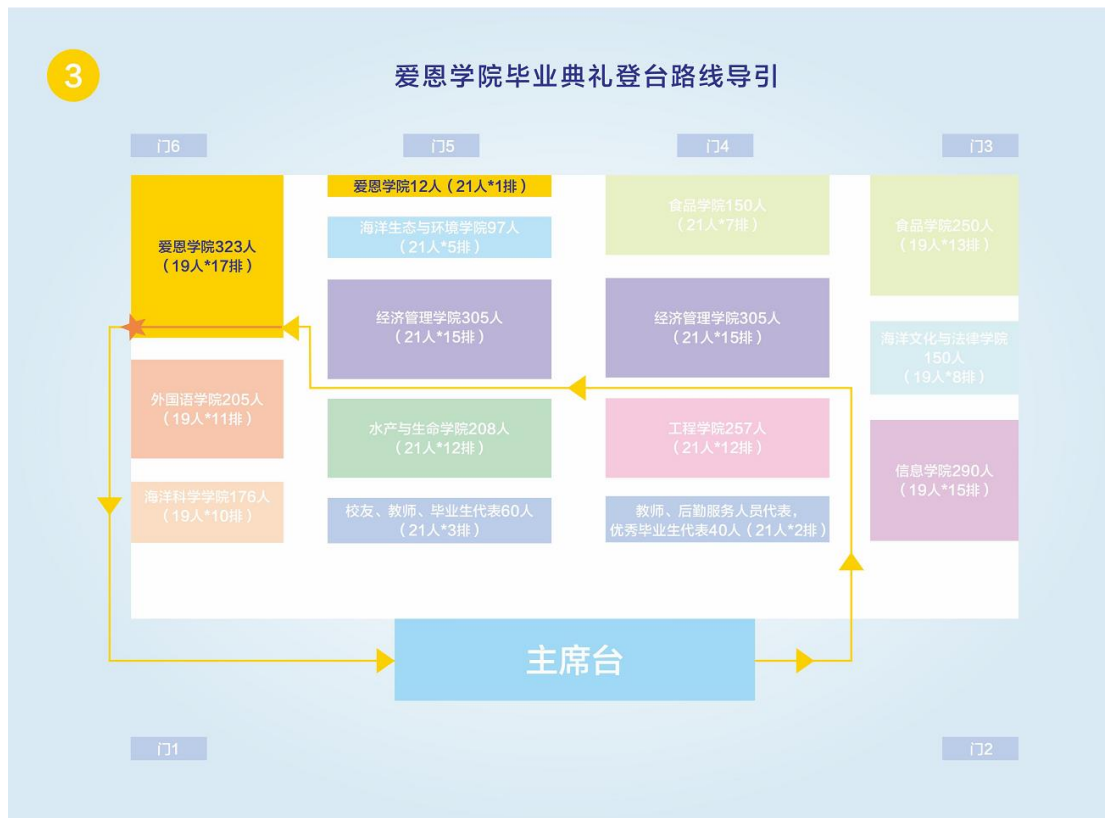 3
爱恩学院毕业典礼登台路线导引
门6
门5
门4
门3
爱恩学院323人
（19人*17排）
爱恩学院12人（21人*1排）
海洋生态与环境学院97人
（21人*5排）
食品学院150人
（21人*7排）
食品学院250人
（19人*13排）
经济管理学院305人
（21人*15排）
经济管理学院305人
（21人*15排）
海洋文化与法律学院
150人
（19人*8排）
外国语学院205人
（19人*11排）
水产与生命学院208人
（21人*12排）
工程学院257人
（21人*12排）
信息学院290人
（19人*15排）
海洋科学学院176人
（19人*10排）
校友、教师、毕业生代表60人
（21人*3排）
教师、后勤服务人员代表，
优秀毕业生代表40人（21人*2排）
主席台
门1
门2